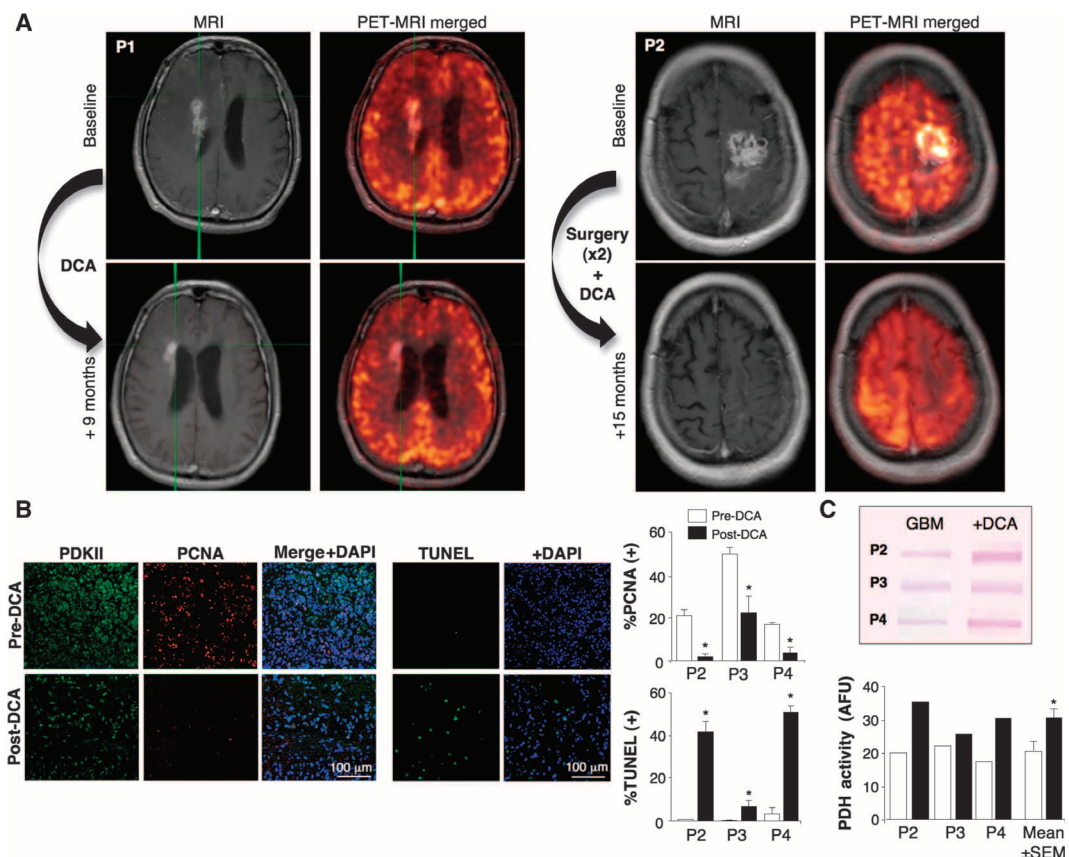 A
MRI
PET-MRI merged
MRI
PET-MRI merged
P1
P2
Baseline
Baseline
DCA
Surgery
(x2)
+
DCA
+ 9 months
+15 months
B
PDKII
PCNA
Merge+DAPI
TUNEL
+DAPI
Pre-DCA
Post-DCA
100 μm
100 μm
Pre-DCA
Post-DCA
%PCNA (+)
60
40
20
0
*
*
*
P2
P3
P4
%TUNEL (+)
60
40
20
0
*
*
*
P2
P3
P4
C
GBM
+DCA
P2
P3
P4
PDH activity (AFU)
40
30
20
10
0
*
P2
P3
P4
Mean
+SEM